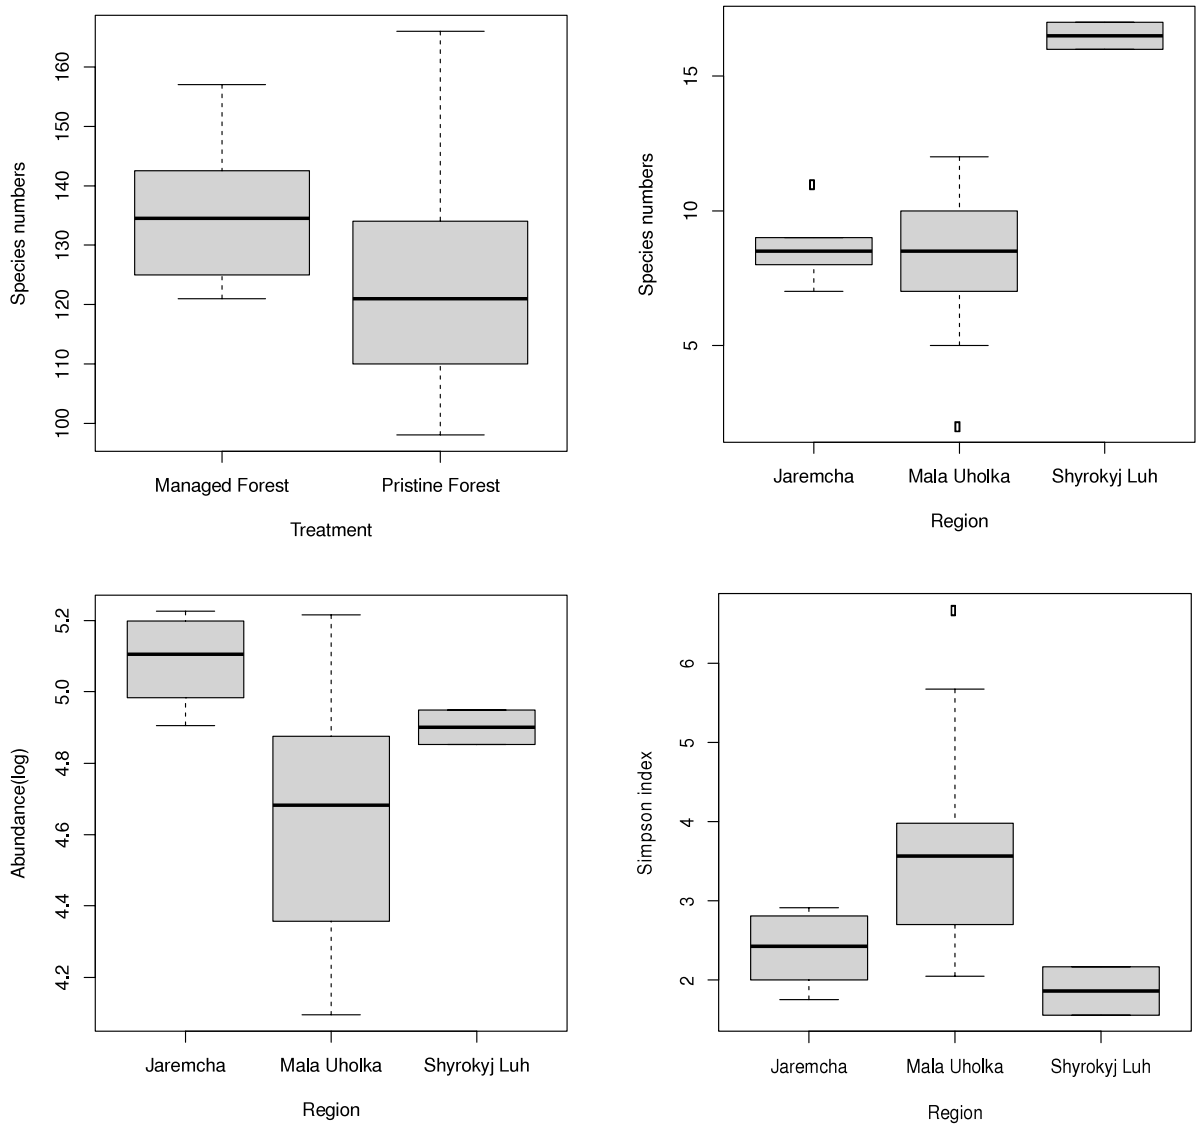 Species numbers
160
150
140
130
120
110
100
Managed Forest
Pristine Forest
Treatment
Species numbers
15
10
5
Jaremcha
Mala Uholka
Shyrokyj Luh
Region
Abundance(log)
5.2
5.0
4.8
4.6
4.4
4.2
Jaremcha
Mala Uholka
Shyrokyj Luh
Region
Simpson index
6
5
4
3
2
Jaremcha
Mala Uholka
Shyrokyj Luh
Region